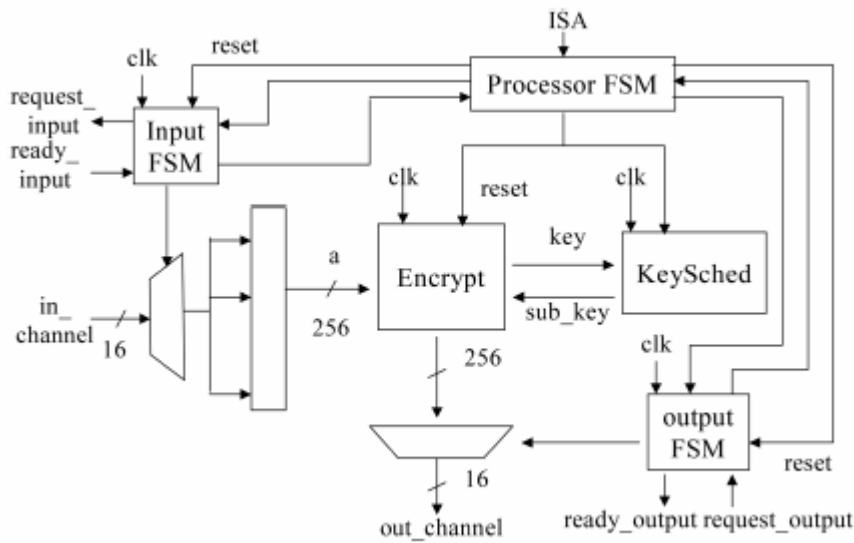 ISA
reset
clk
Processor FSM
request_
input
Input
FSM
ready_
input
clk
reset
clk
a
key
Encrypt
KeySched
in_
channel
16
256
sub_key
256
clk
output
FSM
reset
16
out_channel
ready_output
request_output